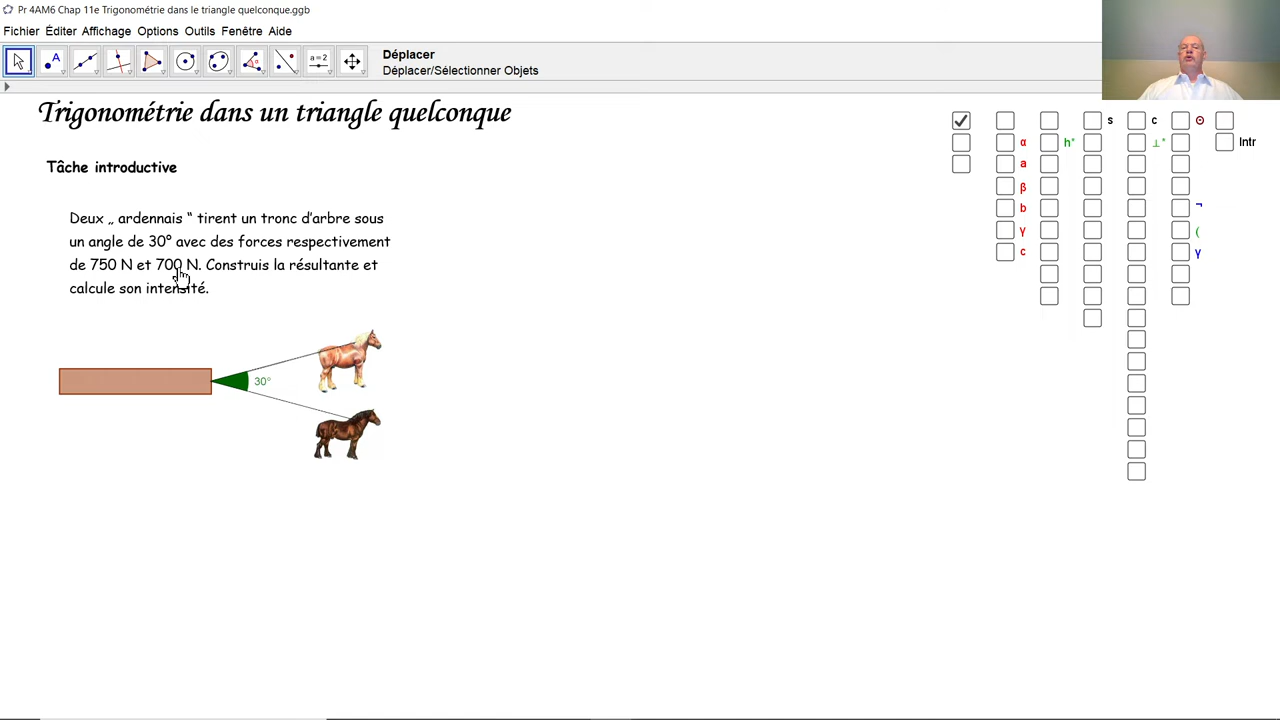 Pr 4AM6 Chap 11e Trigonométrie dans le triangle quelconque.ggb
Fichier Éditer Affichage Options Outils Fenêtre Aide
A
α
a=2
Déplacer
Déplacer/Sélectionner Objets
Trigonométrie dans un triangle quelconque
Tâche introductive
Deux „ ardennais “ tirent un tronc d’arbre sous
un angle de 30° avec des forces respectivement
de 750 N et 700 N. Construis la résultante et
calcule son intensité.
30°
s c ⊙
α h* ⊥* Intr
a
β
b ¬
γ (
c γ